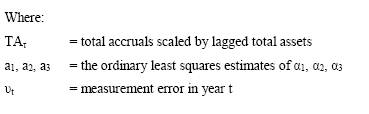 Where:
TAₜ = total accruals scaled by lagged total assets
a₁, a₂, a₃ = the ordinary least squares estimates of α₁, α₂, α₃
υₜ = measurement error in year t